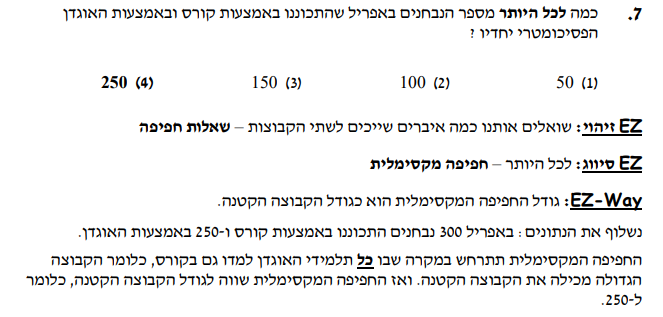 7. כמה לכל היותר מספר הנבחנים באפריל שהתכוננו באמצעות קורס ובאמצעות האוגדן
הפסיכומטרי יחדיו ?
(1) 50 (2) 100 (3) 150 (4) 250
EZ זיהוי: שואלים אותנו כמה איברים שייכים לשתי הקבוצות – שאלות חפיפה
EZ סיווג: לכל היותר – חפיפה מקסימלית
EZ-Way: גודל החפיפה המקסימלית הוא כגודל הקבוצה הקטנה.
נשלוף את הנתונים : באפריל 300 נבחנים התכוננו באמצעות קורס ו-250 באמצעות האוגדן.
החפיפה המקסימלית תתרחש במקרה שבו כל תלמידי האוגדן למדו גם בקורס, כלומר הקבוצה
הגדולה מכילה את הקבוצה הקטנה. ואז החפיפה המקסימלית שווה לגודל הקבוצה הקטנה, כלומר
ל-250.